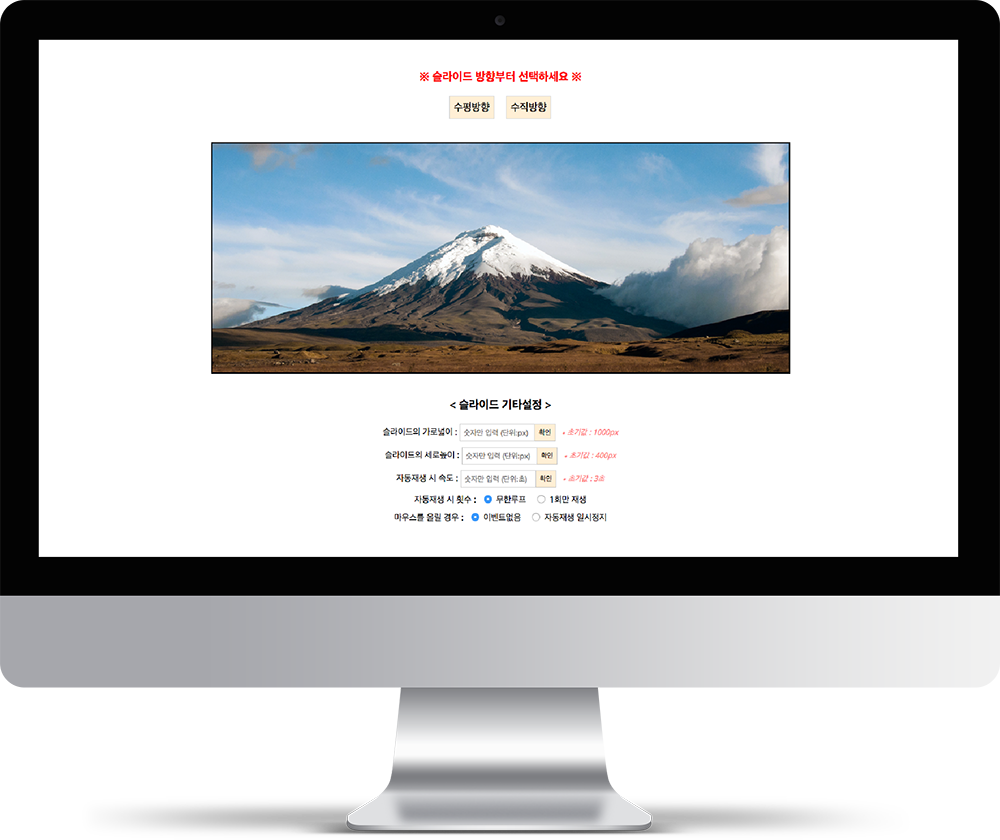 ※ 슬라이드 방향부터 선택하세요 ※
수평방향 수직방향
< 슬라이드 기타설정 >
슬라이드의 가로넓이 : 숫자만 입력 (단위:px) 확인 • 초기값 : 1000px
슬라이드의 세로높이 : 숫자만 입력 (단위:px) 확인 • 초기값 : 400px
자동재생 시 속도 : 숫자만 입력 (단위:초) 확인 • 초기값 : 3초
자동재생 시 횟수 : 무한루프 1회만 재생
마우스를 올릴 경우 : 이벤트없음 자동재생 일시정지